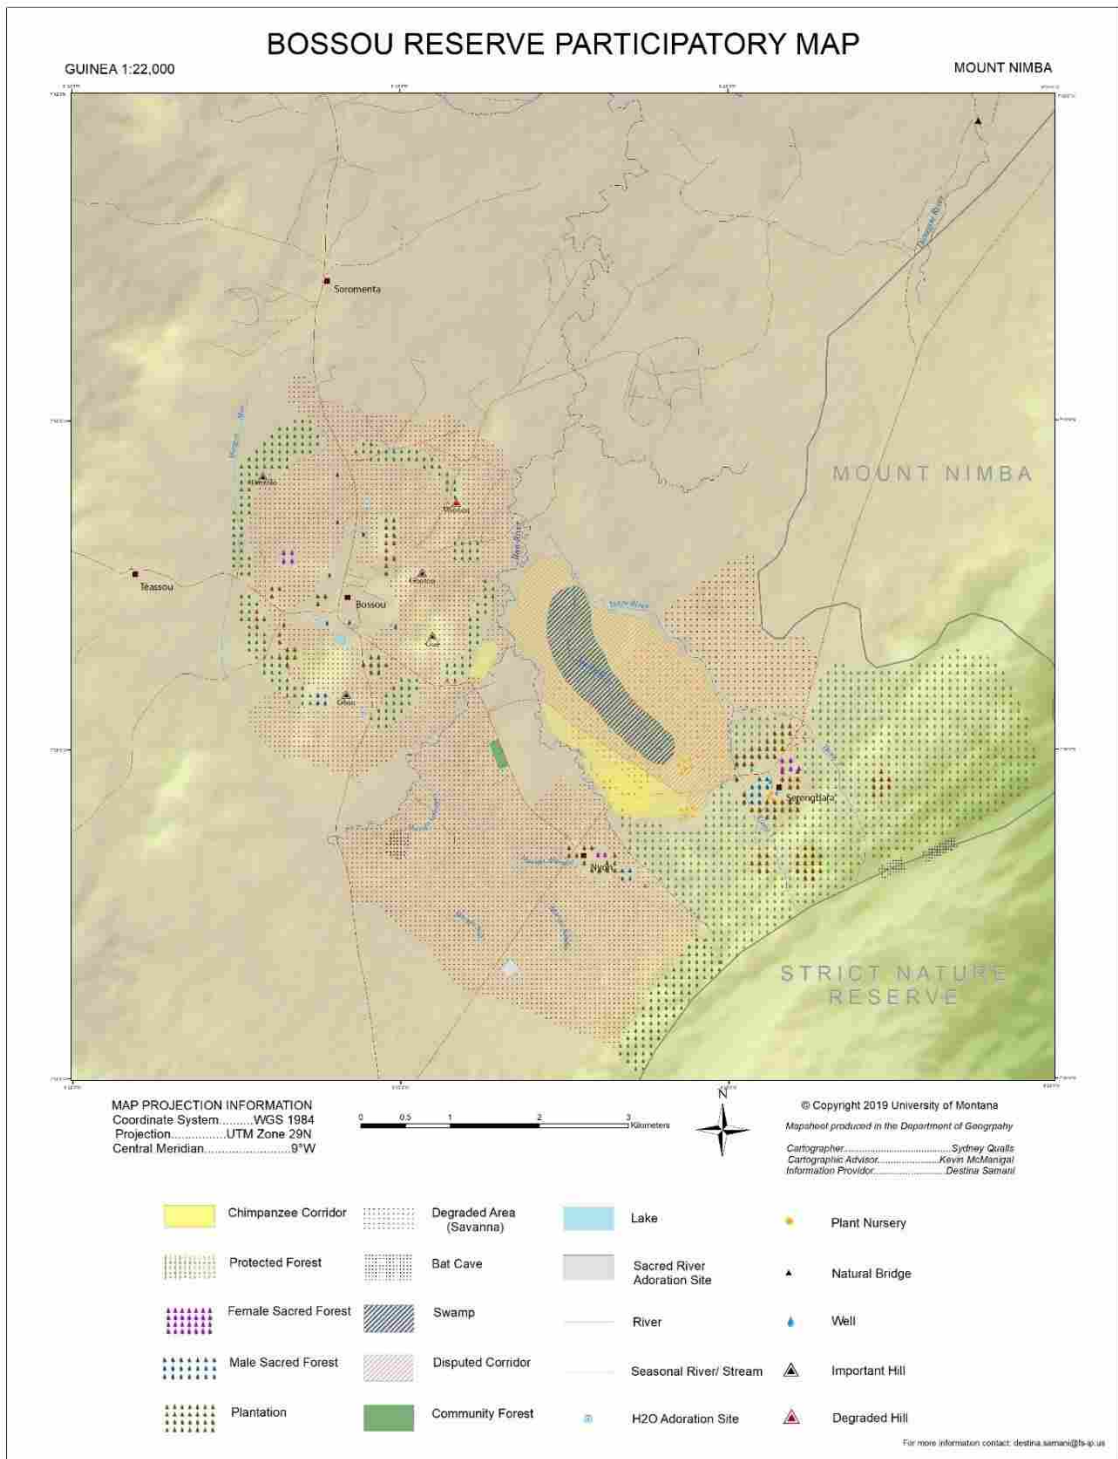 BOSSOU RESERVE PARTICIPATORY MAP
GUINEA 1:22,000
MOUNT NIMBA
Soromenta
MOUNT NIMBA
Teassou
Bossou
Serengbara
Nyon
STRICT NATURE
RESERVE
MAP PROJECTION INFORMATION
Coordinate System.........WGS 1984
Projection................UTM Zone 29N
Central Meridian........................9°W
0 0.5 1 2 3
Kilometers
N
© Copyright 2019 University of Montana
Mapsheet produced in the Department of Geogrpahy
Cartographer.......................................Sydney Qualls
Cartographic Advisor.........................Kevin McManigal
Information Providor.........................Destina Samani
Chimpanzee Corridor
Protected Forest
Female Sacred Forest
Male Sacred Forest
Plantation
Degraded Area
(Savanna)
Bat Cave
Swamp
Disputed Corridor
Community Forest
Lake
Sacred River
Adoration Site
River
Seasonal River/ Stream
H2O Adoration Site
Plant Nursery
Natural Bridge
Well
Important Hill
Degraded Hill
For more information contact: destina.samani@fs-ip.us